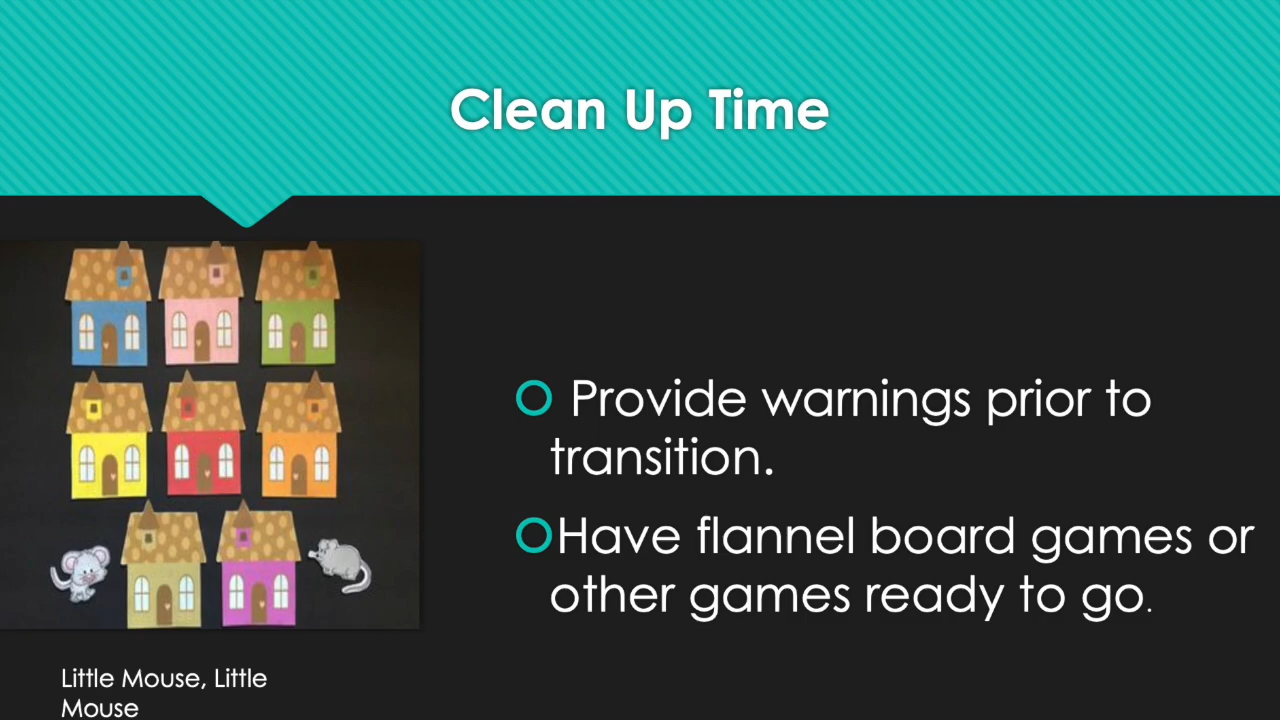 Clean Up Time
Provide warnings prior to
transition.
Have flannel board games or
other games ready to go.
Little Mouse, Little
Mouse